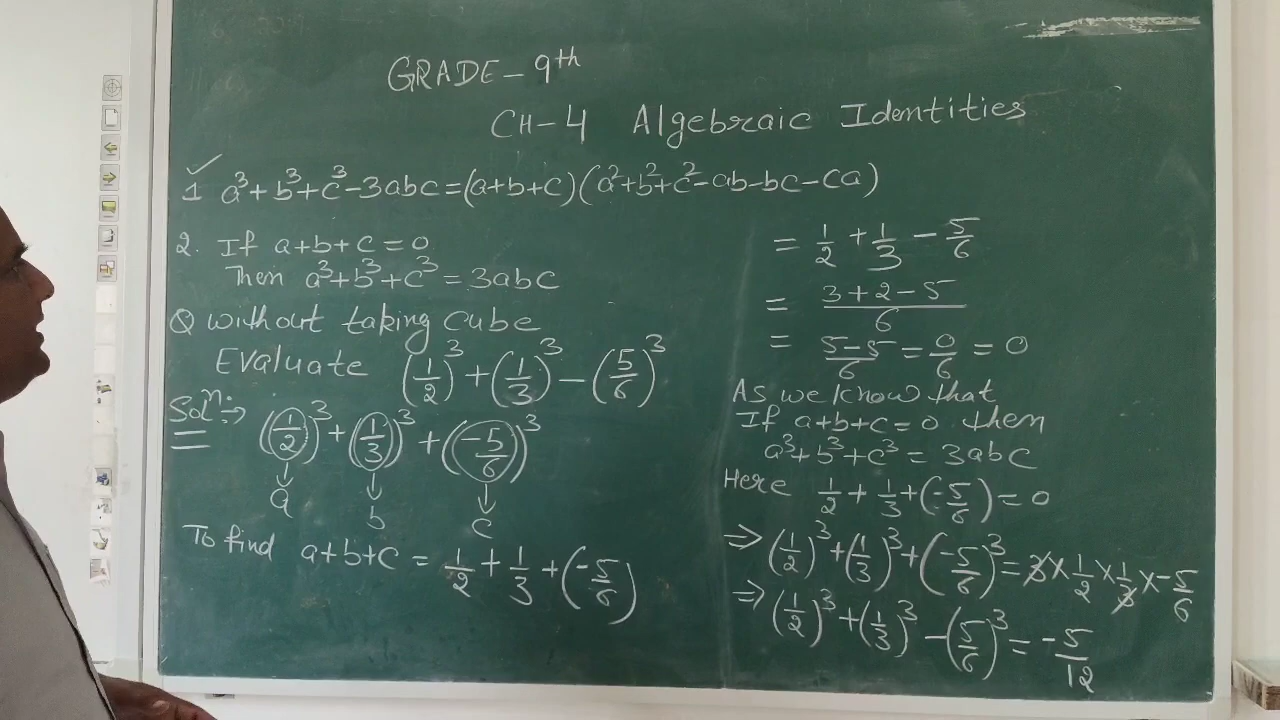 GRADE - 9th
CH-4 Algebraic Identities
✓
1 a³ + b³ + c³ - 3abc = (a+b+c)(a²+b²+c²-ab-bc-ca)
2. If a+b+c = 0
Then a³+b³+c³ = 3abc
Q without taking cube
Evaluate (1/2)³ + (1/3)³ - (5/6)³
Solⁿ:→ (1/2)³ + (1/3)³ + (-5/6)³
↓ ↓ ↓
a b c
To find a+b+c = 1/2 + 1/3 + (-5/6)
= 1/2 + 1/3 - 5/6
= 3+2-5/6
= 5-5/6 = 0/6 = 0
As we know that
If a+b+c = 0 then
a³+b³+c³ = 3abc
Here 1/2 + 1/3 + (-5/6) = 0
⇒ (1/2)³ + (1/3)³ + (-5/6)³ = 3 × 1/2 × 1/3 × -5/6
⇒ (1/2)³ + (1/3)³ - (5/6)³ = -5/12